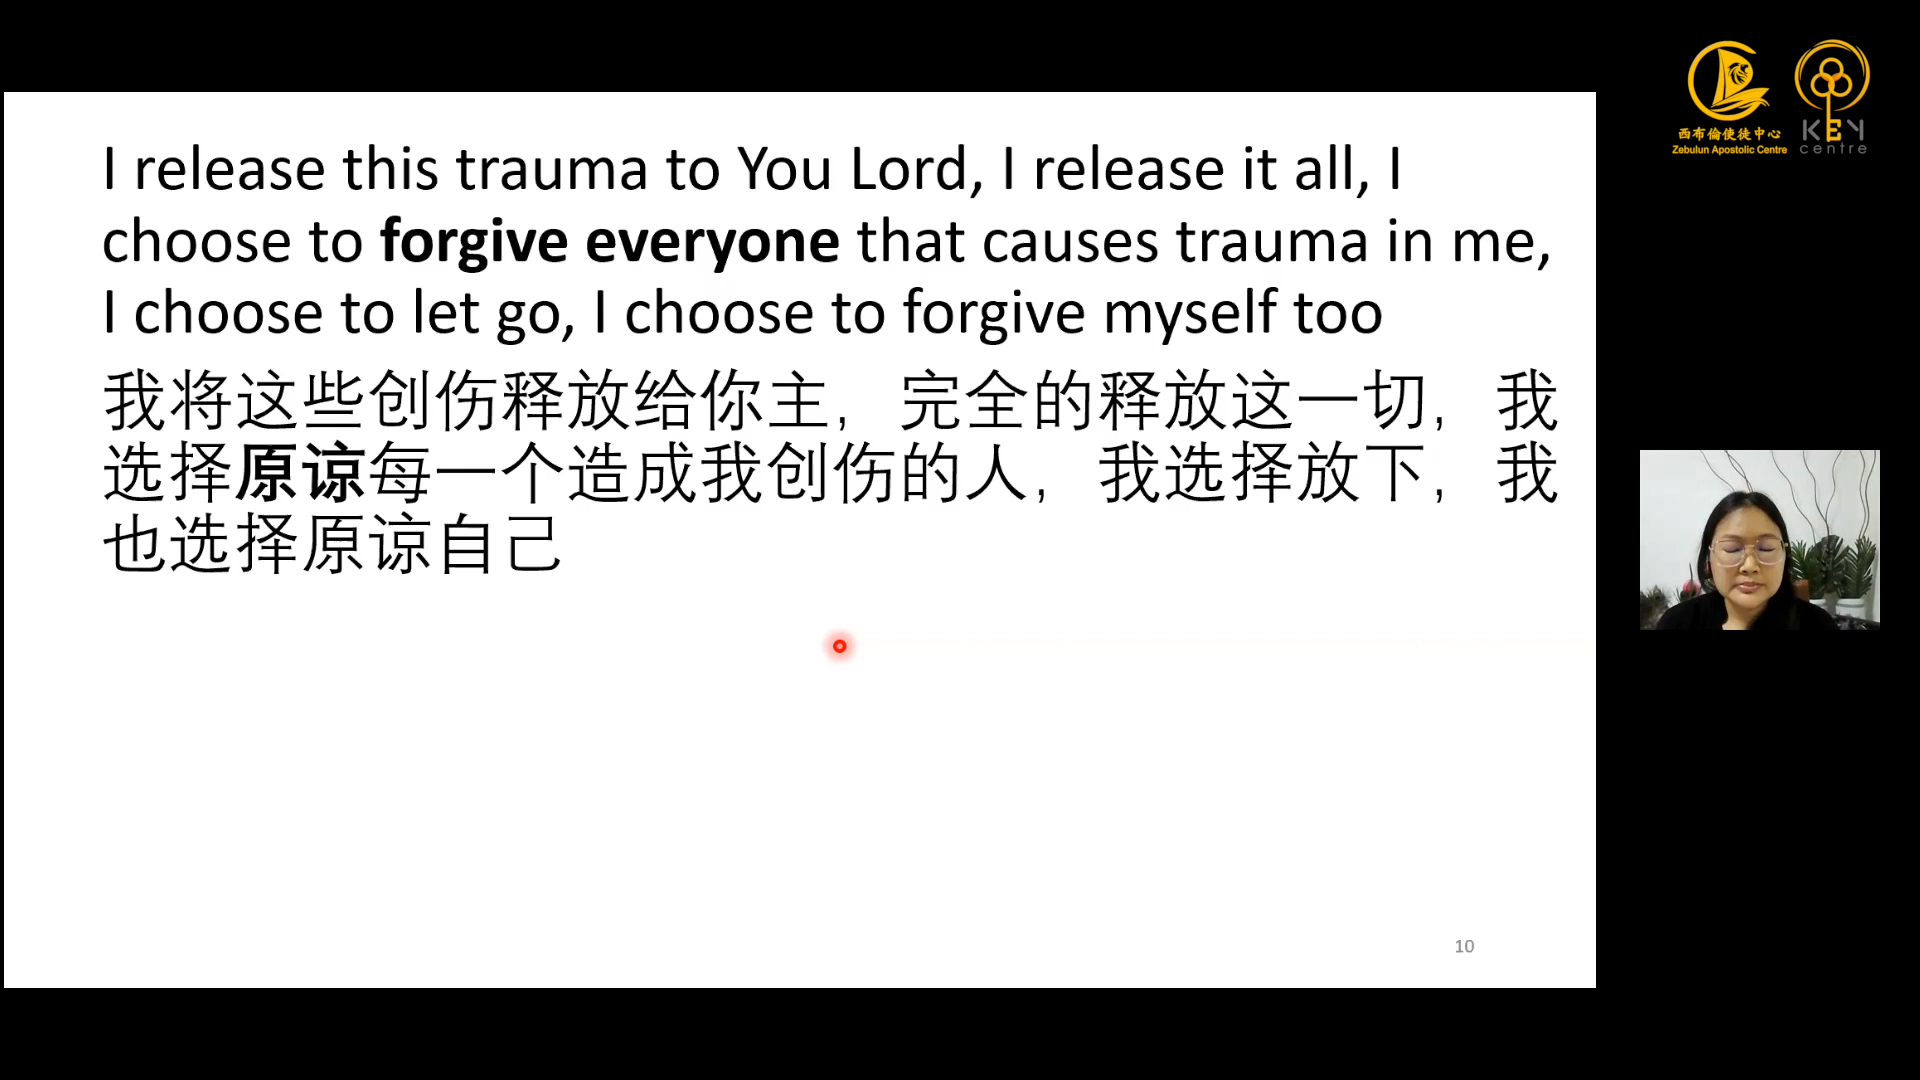 I release this trauma to You Lord, I release it all, I
choose to forgive everyone that causes trauma in me,
I choose to let go, I choose to forgive myself too
我将这些创伤释放给你主，完全的释放这一切，我
选择原谅每一个造成我创伤的人，我选择放下，我
也选择原谅自己
10
西布倫使徒中心
Zebulun Apostolic Centre
KEY
centre